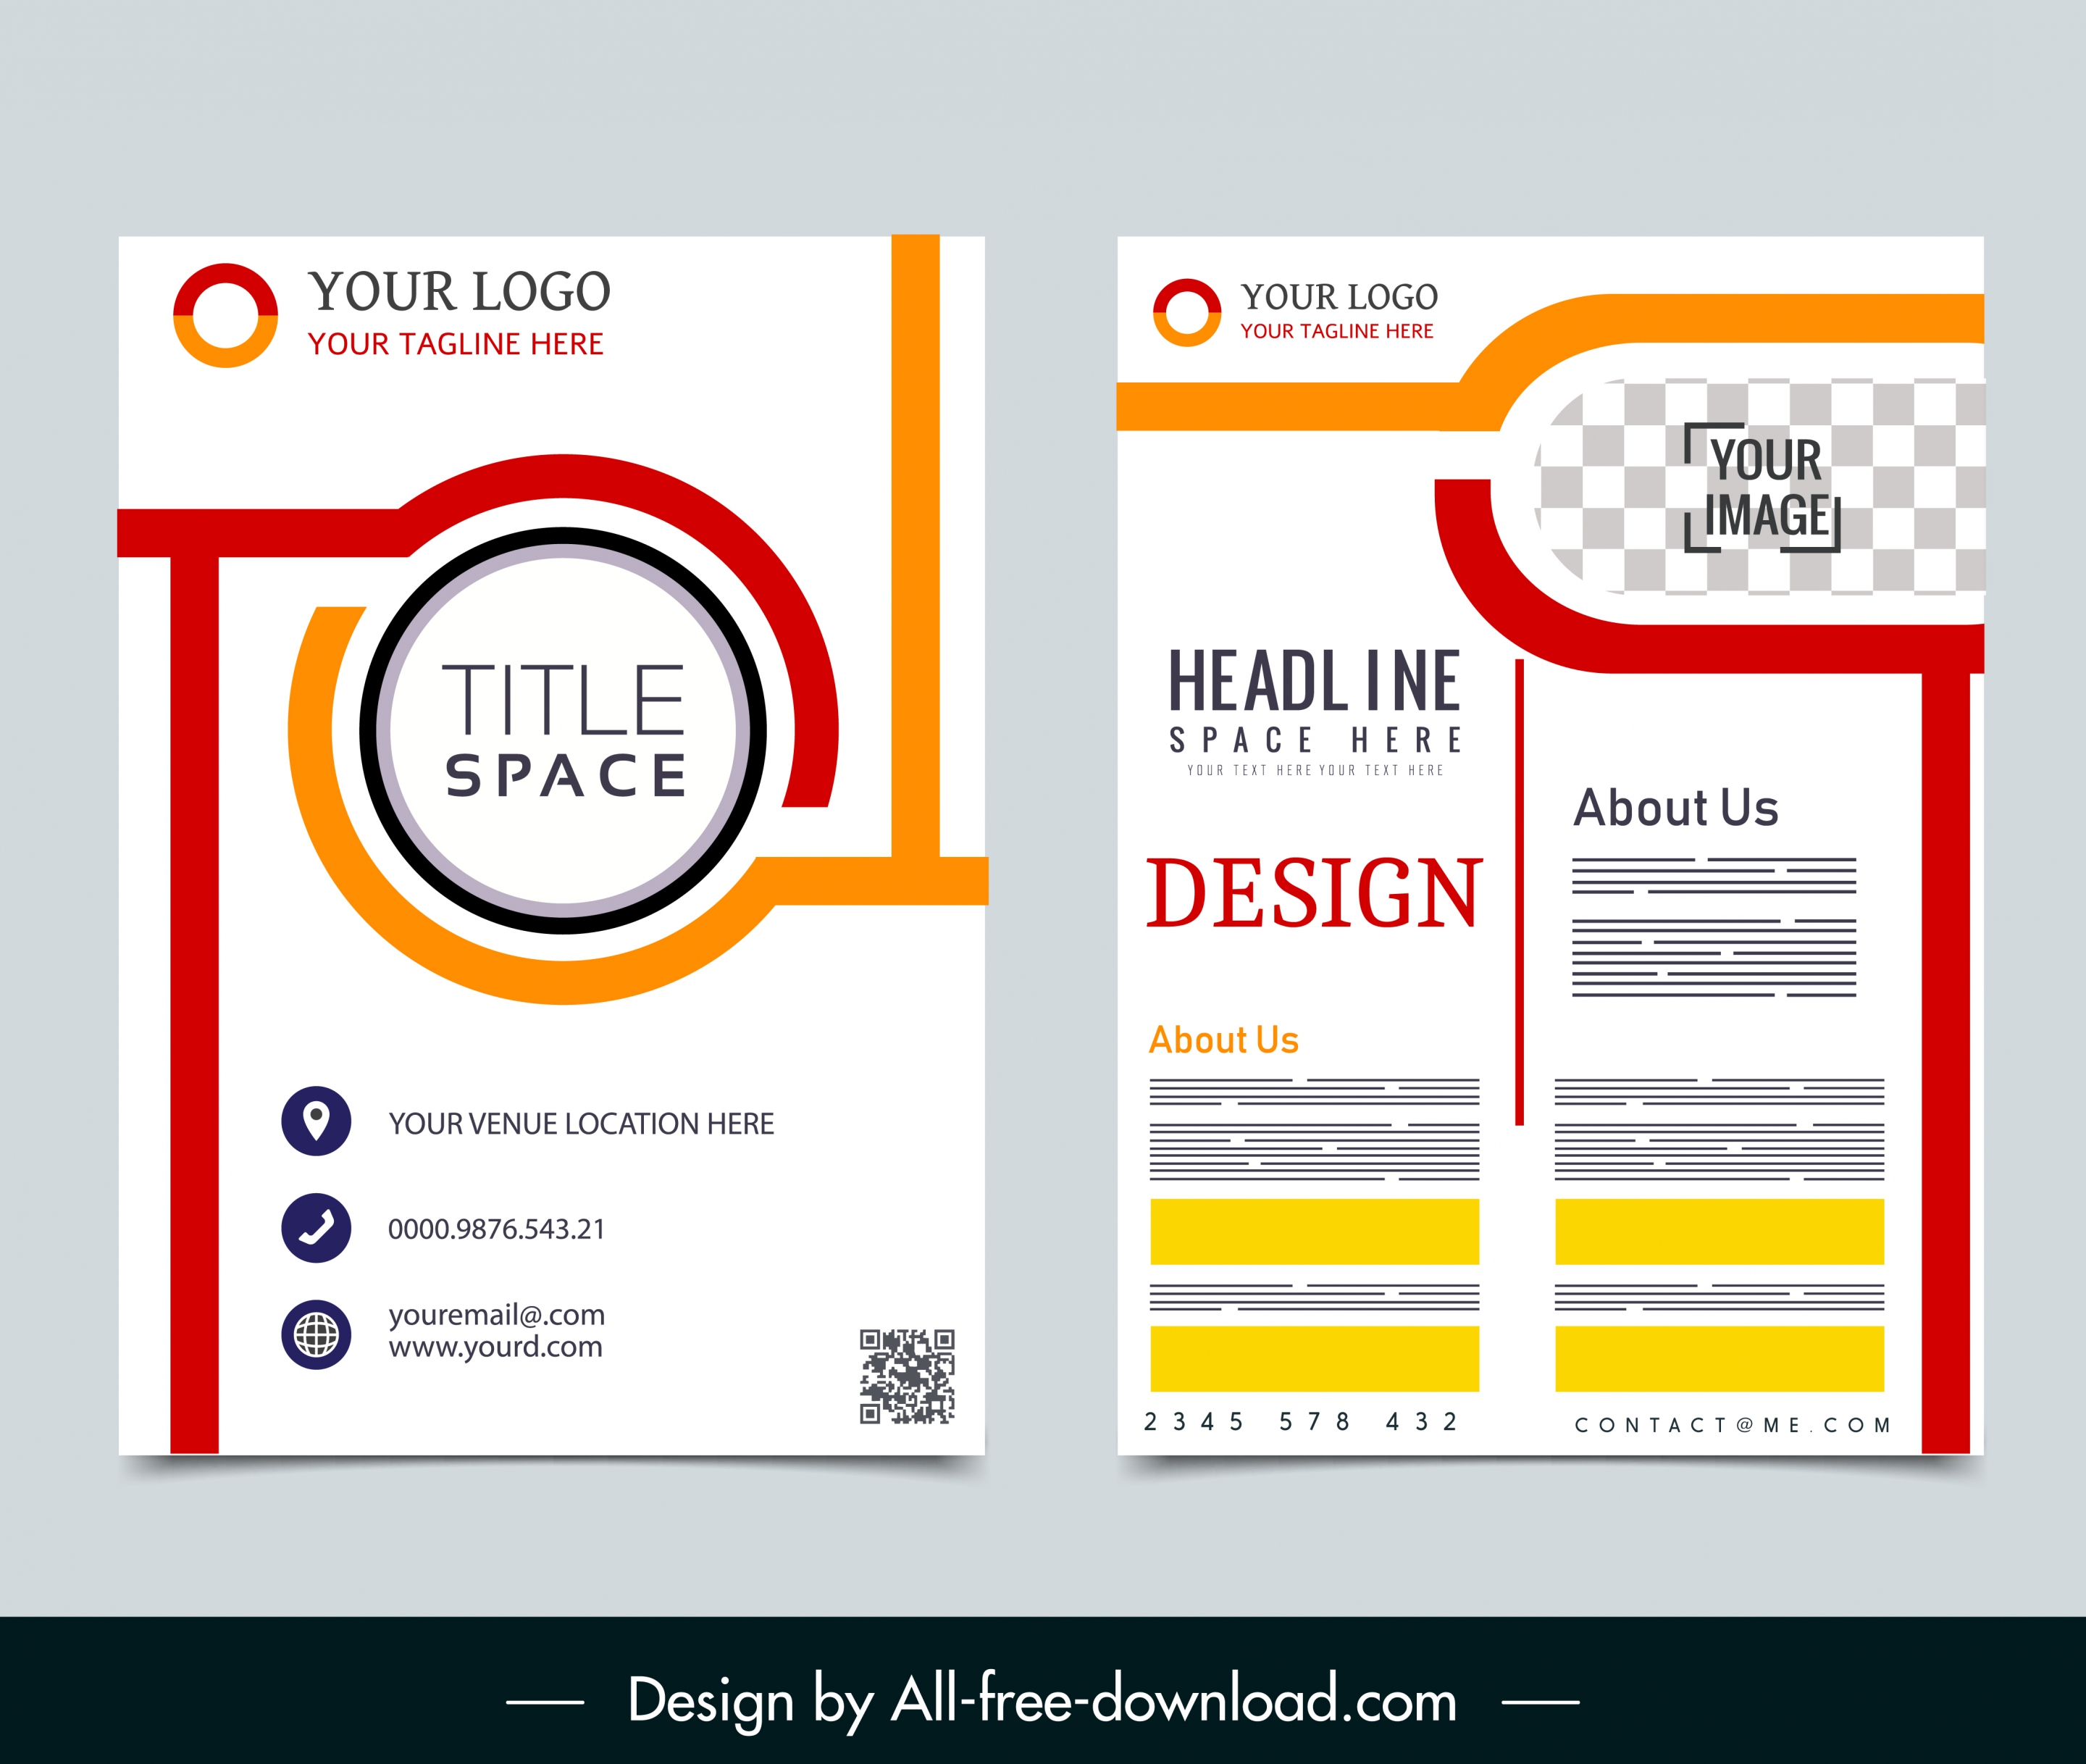 YOUR LOGO
YOUR TAGLINE HERE
TITLE
SPACE
YOUR VENUE LOCATION HERE
0000.9876.543.21
youremail@.com
www.yourd.com
YOUR LOGO
YOUR TAGLINE HERE
YOUR
IMAGE
HEADLINE
SPACE HERE
YOUR TEXT HERE YOUR TEXT HERE
DESIGN
About Us
About Us
2345 578 432
CONTACT@ME.COM
Design by All-free-download.com